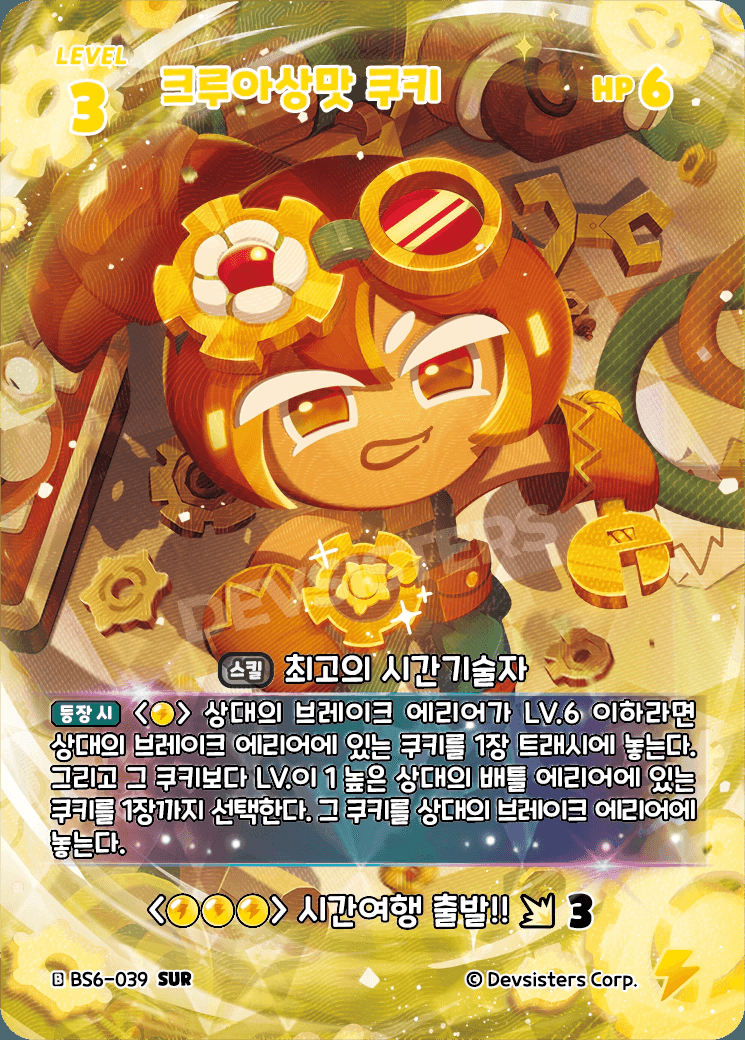 LEVEL
3
크루아상맛 쿠키
HP 6
DEVSISTERS
스킬 최고의 시간기술자
등장 시 < > 상대의 브레이크 에리어가 LV.6 이하라면
상대의 브레이크 에리어에 있는 쿠키를 1장 트래시에 놓는다.
그리고 그 쿠키보다 LV.이 1 높은 상대의 배틀 에리어에 있는
쿠키를 1장까지 선택한다. 그 쿠키를 상대의 브레이크 에리어에
놓는다.
< > 시간여행 출발!! 3
B BS6-039 SUR
© Devsisters Corp.